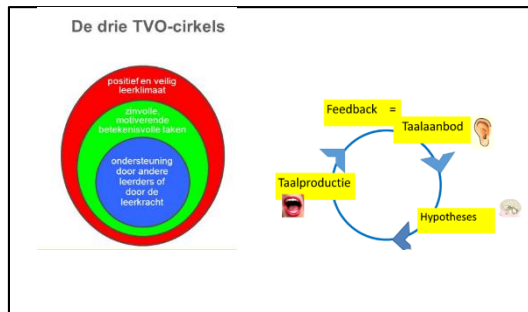 De drie TVO-cirkels
positief en veilig
leerklimaat
zinvolle,
motiverende
betekenisvolle taken
ondersteuning
door andere
leerders of
door de
leerkracht
Feedback =
Taalaanbod
Taalproductie
Hypotheses